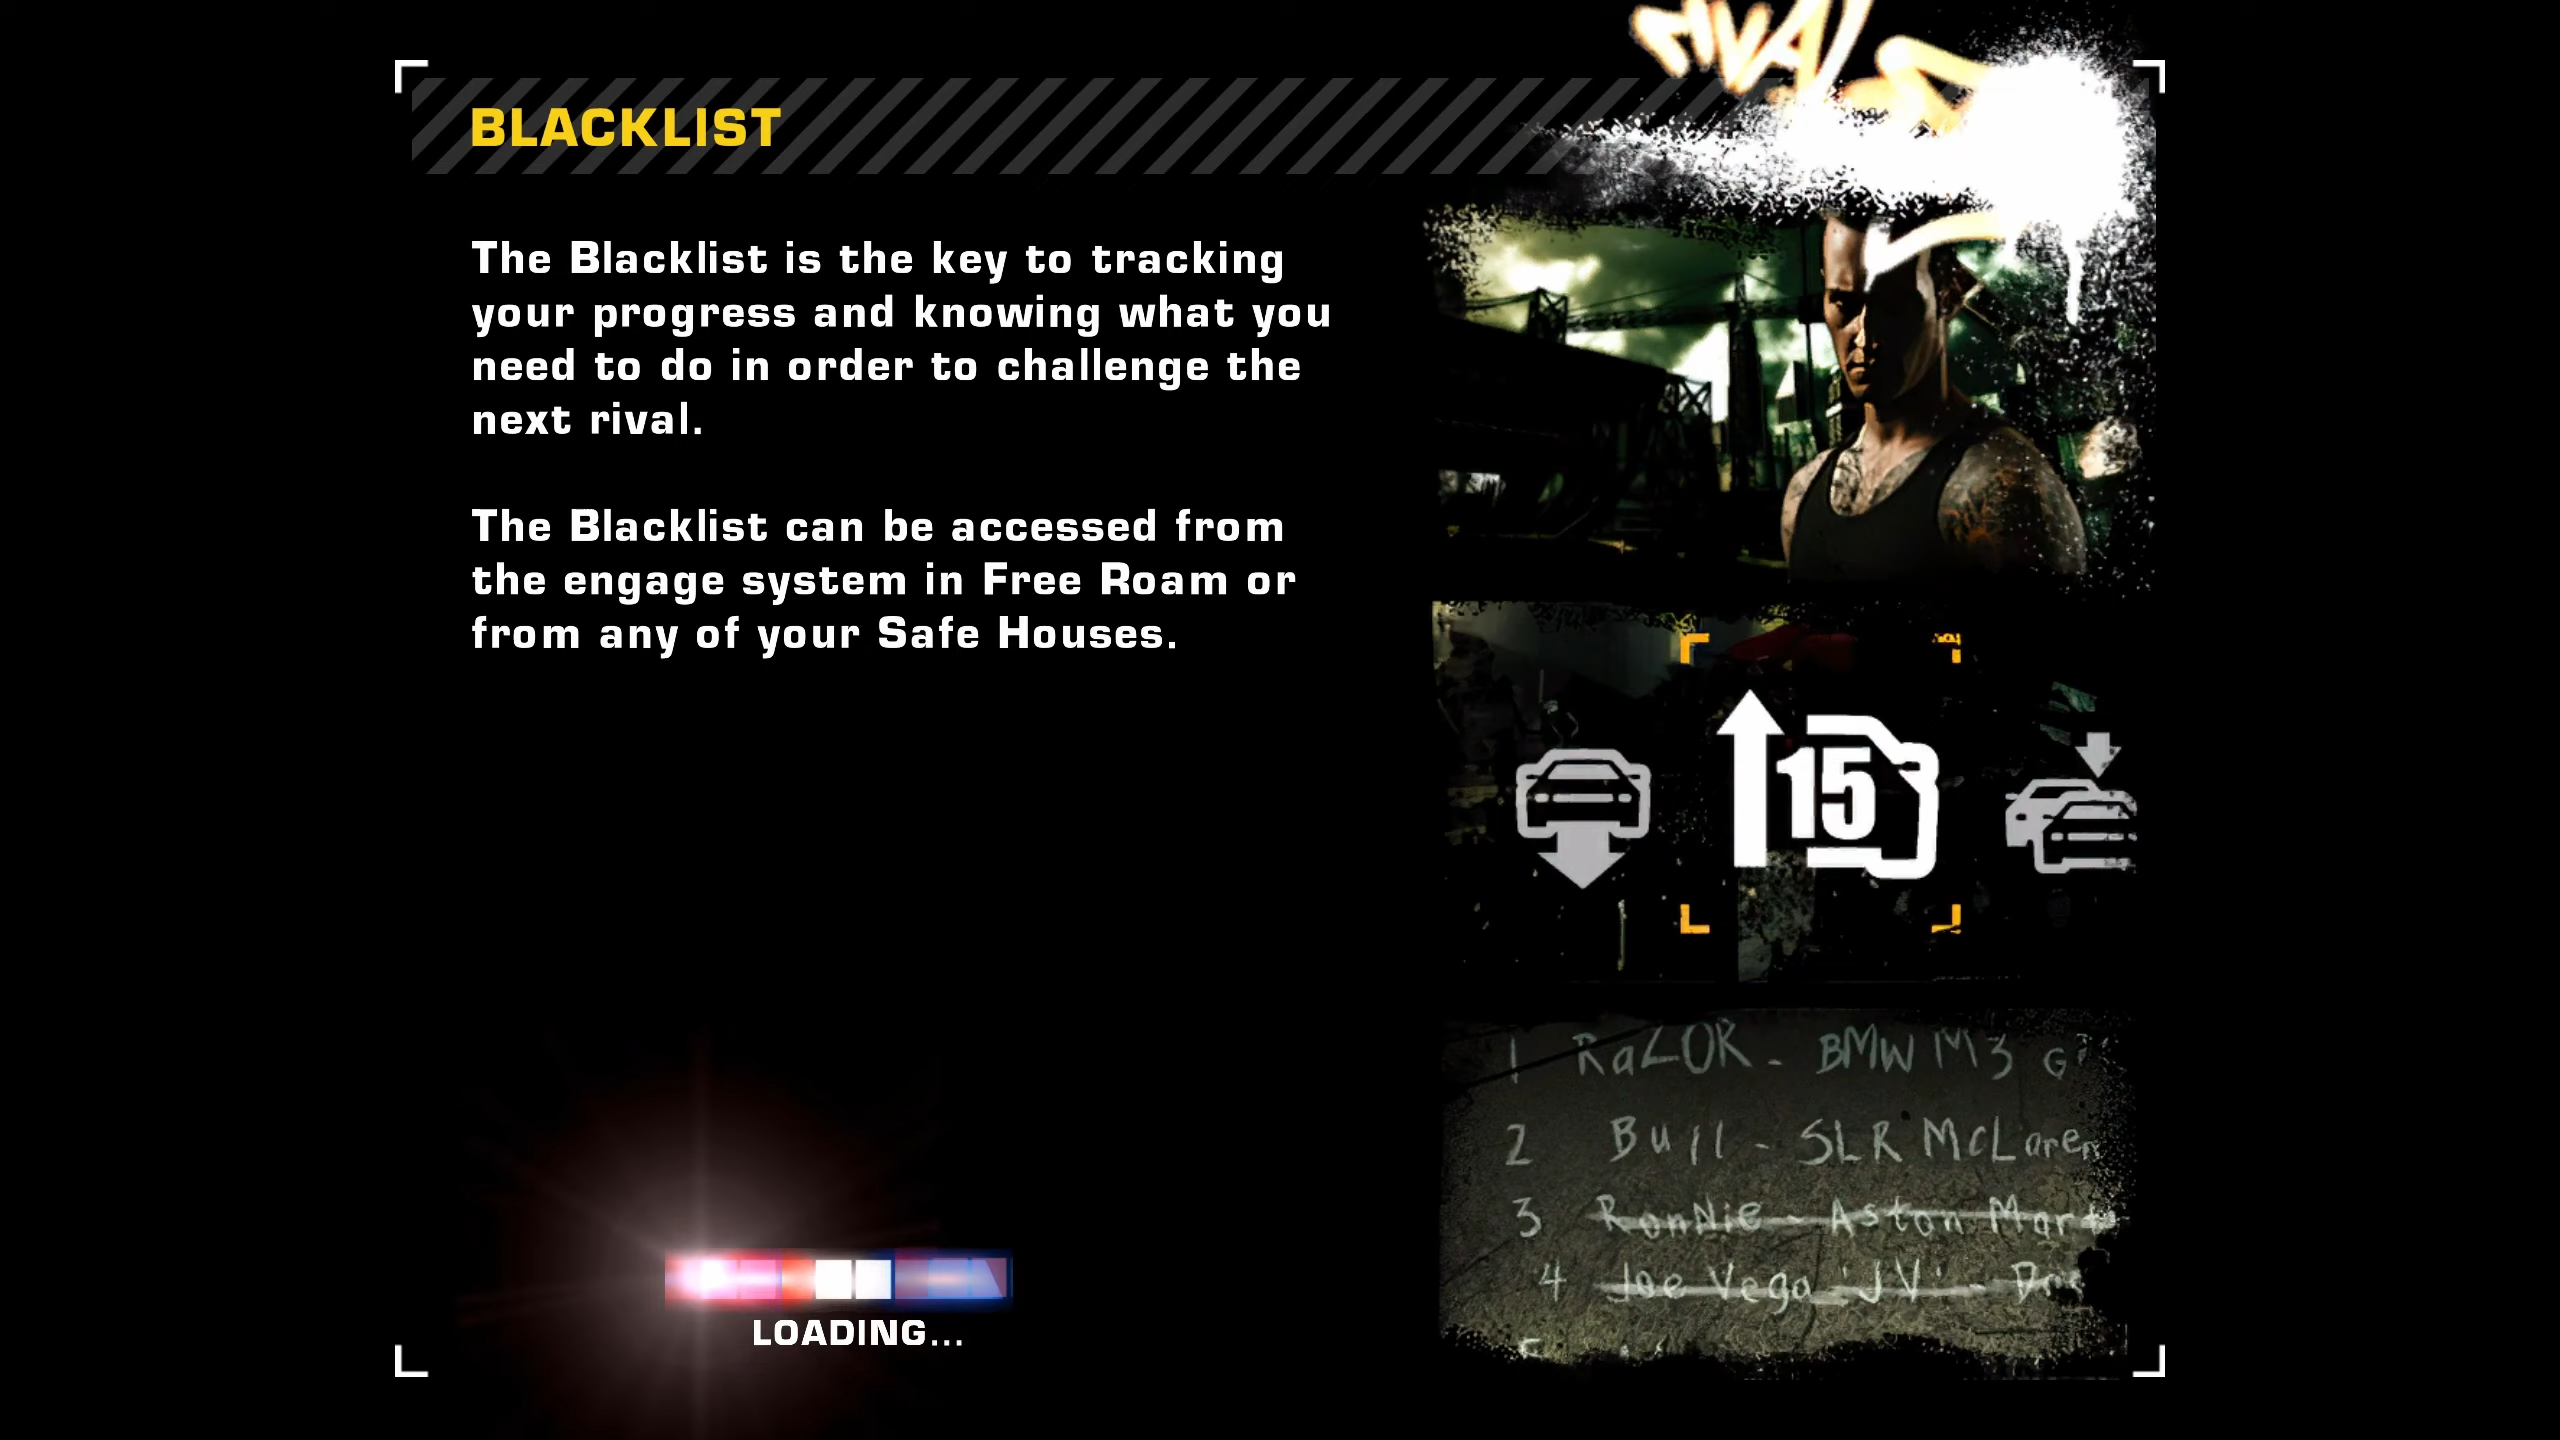 RIVAL
BLACKLIST
The Blacklist is the key to tracking
your progress and knowing what you
need to do in order to challenge the
next rival.
The Blacklist can be accessed from
the engage system in Free Roam or
from any of your Safe Houses.
15
1 RaZOR - BMW M3 G
2 Bull - SLR McLaren
3 RonNie - Aston Mart
4 Joe Vega 'JV' -
LOADING...